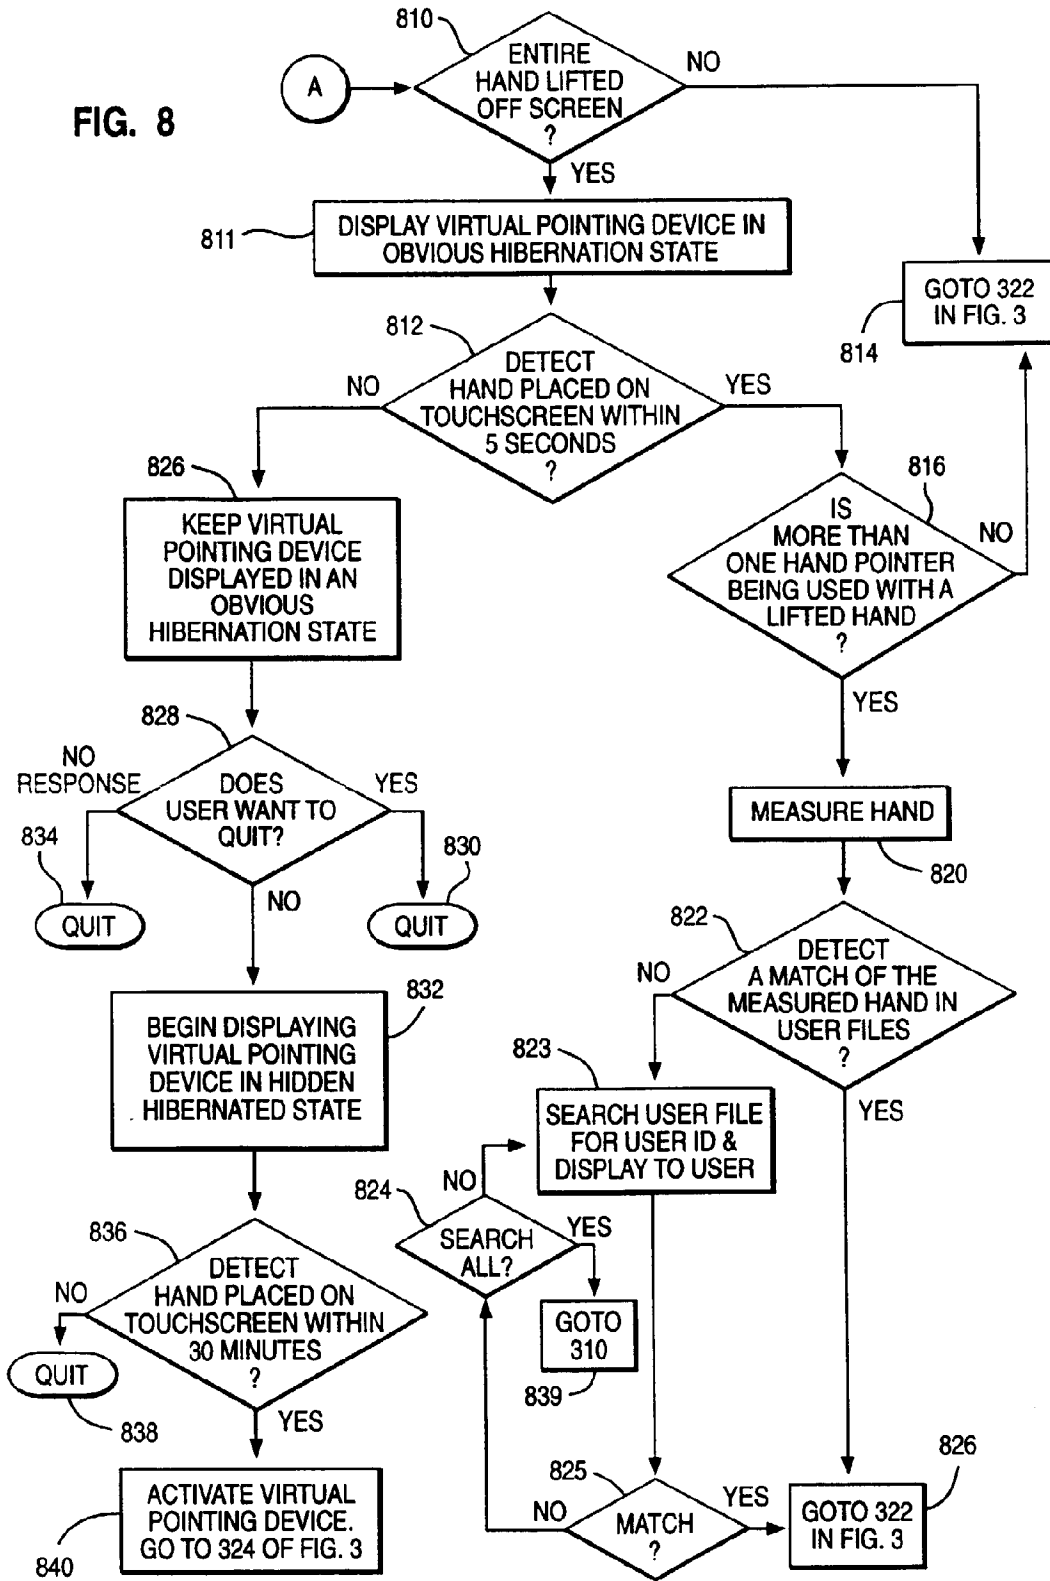 FIG. 8
A
810
ENTIRE
HAND LIFTED
OFF SCREEN
?
NO
YES
811
DISPLAY VIRTUAL POINTING DEVICE IN
OBVIOUS HIBERNATION STATE
GOTO 322
IN FIG. 3
814
812
DETECT
HAND PLACED ON
TOUCHSCREEN WITHIN
5 SECONDS
?
NO
YES
826
KEEP VIRTUAL
POINTING DEVICE
DISPLAYED IN AN
OBVIOUS
HIBERNATION STATE
816
IS
MORE THAN
ONE HAND POINTER
BEING USED WITH A
LIFTED HAND
?
NO
YES
828
DOES
USER WANT TO
QUIT?
NO
RESPONSE
YES
834
QUIT
830
QUIT
NO
MEASURE HAND
820
822
DETECT
A MATCH OF THE
MEASURED HAND IN
USER FILES
?
NO
YES
832
BEGIN DISPLAYING
VIRTUAL POINTING
DEVICE IN HIDDEN
HIBERNATED STATE
823
SEARCH USER FILE
FOR USER ID &
DISPLAY TO USER
824
NO
SEARCH
ALL?
YES
GOTO
310
839
836
DETECT
HAND PLACED ON
TOUCHSCREEN WITHIN
30 MINUTES
?
NO
QUIT
838
YES
840
ACTIVATE VIRTUAL
POINTING DEVICE.
GO TO 324 OF FIG. 3
825
MATCH
?
NO
YES
826
GOTO 322
IN FIG. 3